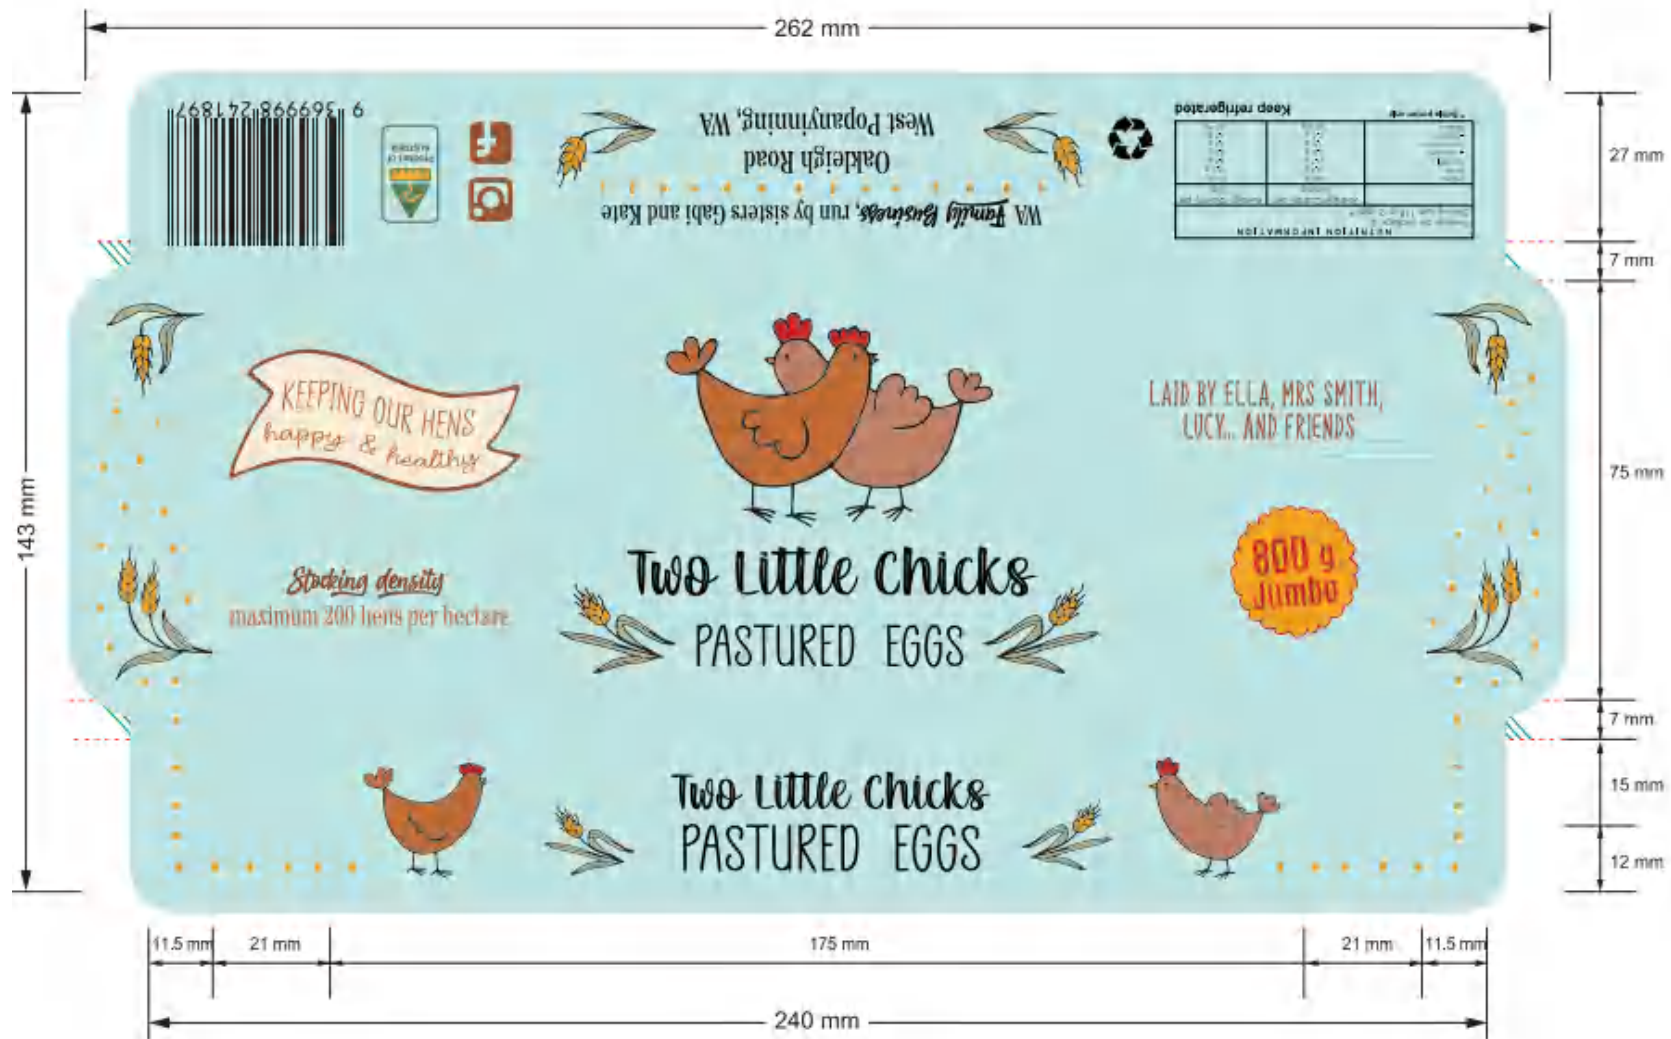 262 mm
9 369998 241897
Product of
AUSTRALIA
WA Family Business, run by sisters Gabi and Kate
Oakleigh Road
West Popanyinning, WA
NUTRITION INFORMATION
Keep refrigerated
27 mm
7 mm
KEEPING OUR HENS
happy & healthy
LAID BY ELLA, MRS SMITH,
LUCY... AND FRIENDS
75 mm
143 mm
Stocking density
maximum 200 hens per hectare
800 g
Jumbo
Two Little Chicks
PASTURED EGGS
7 mm
Two Little Chicks
PASTURED EGGS
15 mm
12 mm
11.5 mm
21 mm
175 mm
21 mm
11.5 mm
240 mm